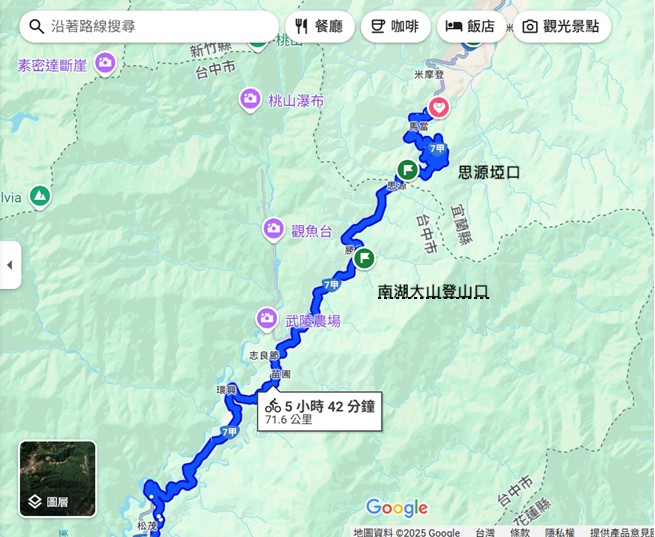 沿著路線搜尋
餐廳
咖啡
飯店
觀光景點
桃山
新竹縣
台中市
素密達斷崖
米摩登
桃山瀑布
馬當
7甲
思源埡口
lvia
觀魚台
宜蘭縣
台中市
勝
南湖大山登山口
7甲
武陵農場
志良節
苗圃
環興
5 小時 42 分鐘
71.6 公里
7甲
圖層
松茂
Google
台中市
花蓮縣
地圖資料 ©2025 Google 台灣 條款 隱私權 提供產品意見